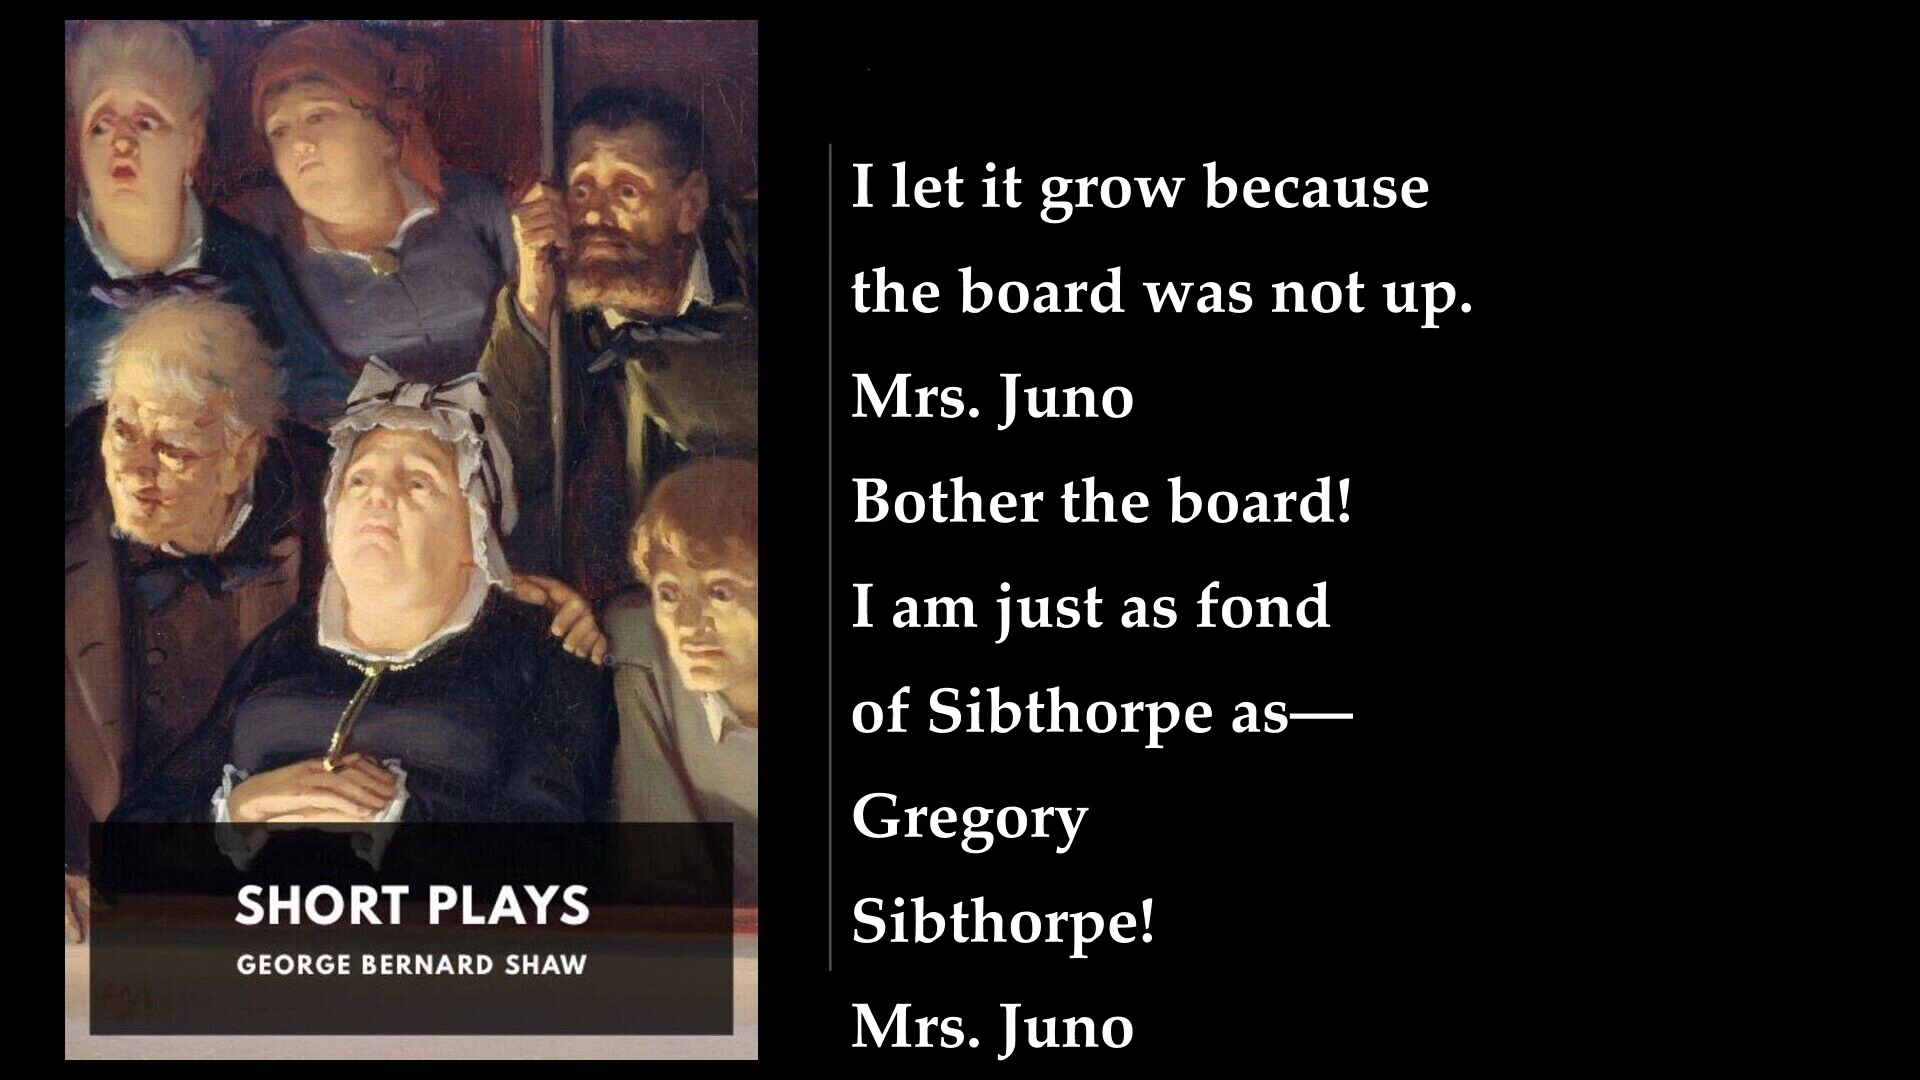 SHORT PLAYS
GEORGE BERNARD SHAW
I let it grow because
the board was not up.
Mrs. Juno
Bother the board!
I am just as fond
of Sibthorpe as—
Gregory
Sibthorpe!
Mrs. Juno